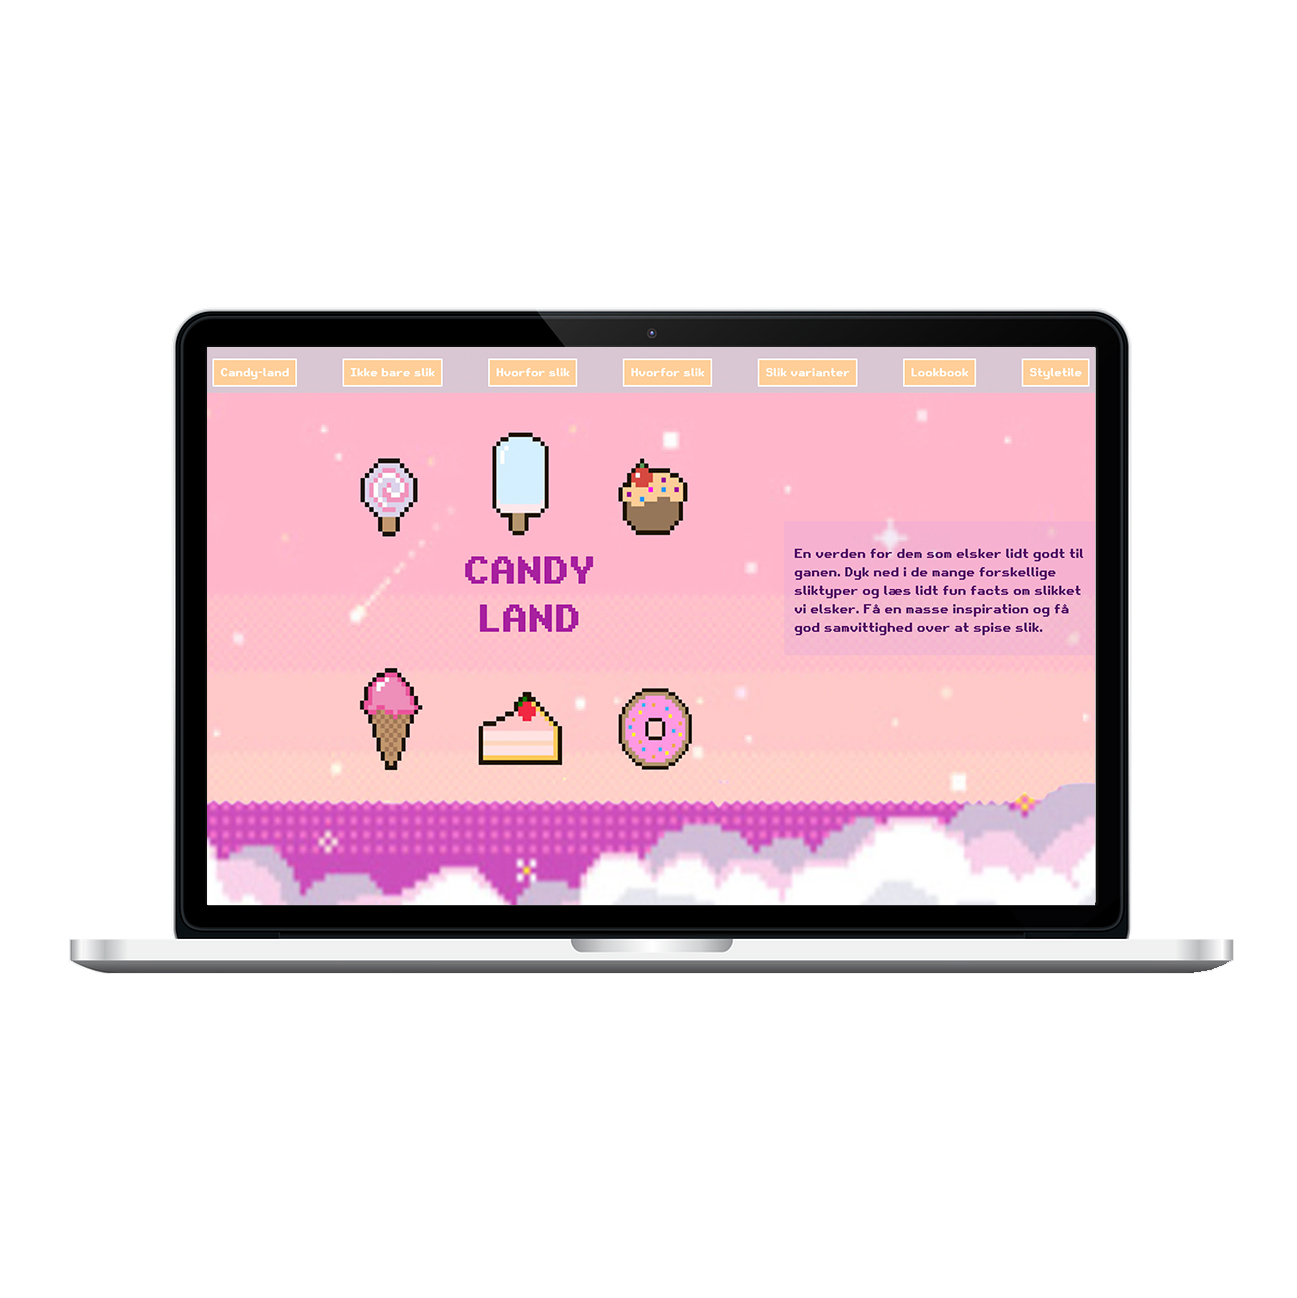 Candy-land
Ikke bare slik
Hvorfor slik
Hvorfor slik
Slik varianter
Lookbook
Styletile
CANDY
LAND
En verden for dem som elsker lidt godt til
ganen. Dyk ned i de mange forskellige
sliktyper og læs lidt fun facts om slikket
vi elsker. Få en masse inspiration og få
god samvittighed over at spise slik.